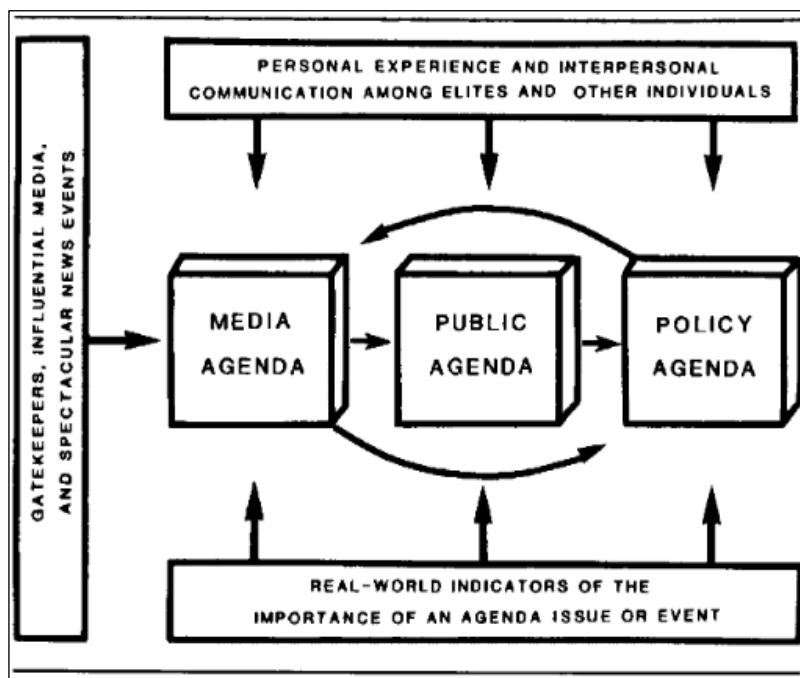 GATEKEEPERS, INFLUENTIAL MEDIA,
AND SPECTACULAR NEWS EVENTS
PERSONAL EXPERIENCE AND INTERPERSONAL
COMMUNICATION AMONG ELITES AND OTHER INDIVIDUALS
MEDIA
AGENDA
PUBLIC
AGENDA
POLICY
AGENDA
REAL-WORLD INDICATORS OF THE
IMPORTANCE OF AN AGENDA ISSUE OR EVENT